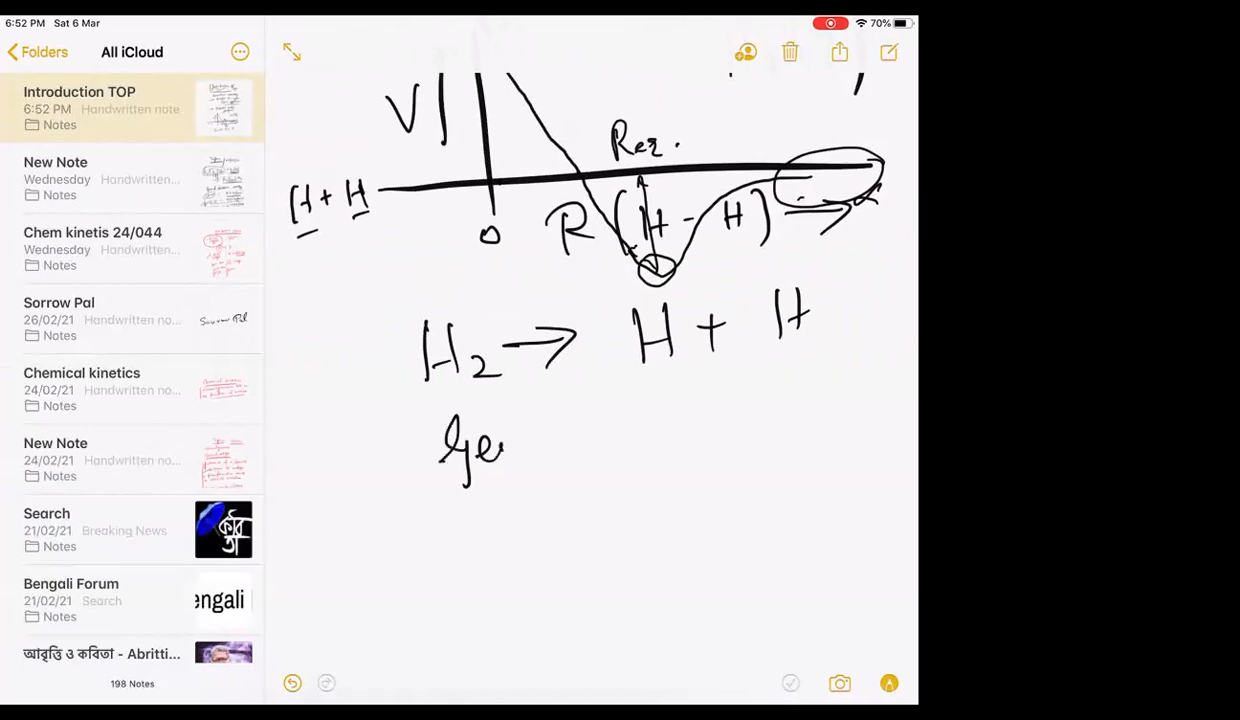 6:52 PM Sat 6 Mar
70%
Folders
All iCloud
Introduction TOP
6:52 PM Handwritten note
Notes
New Note
Wednesday Handwritten...
Notes
Chem kinetis 24/044
Wednesday Handwritten...
Notes
Sorrow Pal
26/02/21 Handwritten no...
Notes
Chemical kinetics
24/02/21 Handwritten no...
Notes
New Note
24/02/21 Handwritten no...
Notes
Search
21/02/21 Breaking News
Notes
Bengali Forum
21/02/21 Search
Notes
আবৃত্তি ও কবিতা - Abritti...
198 Notes
কবিতা
engali
V
H + H
0
R (H - H)
H2 → H + H
Ge